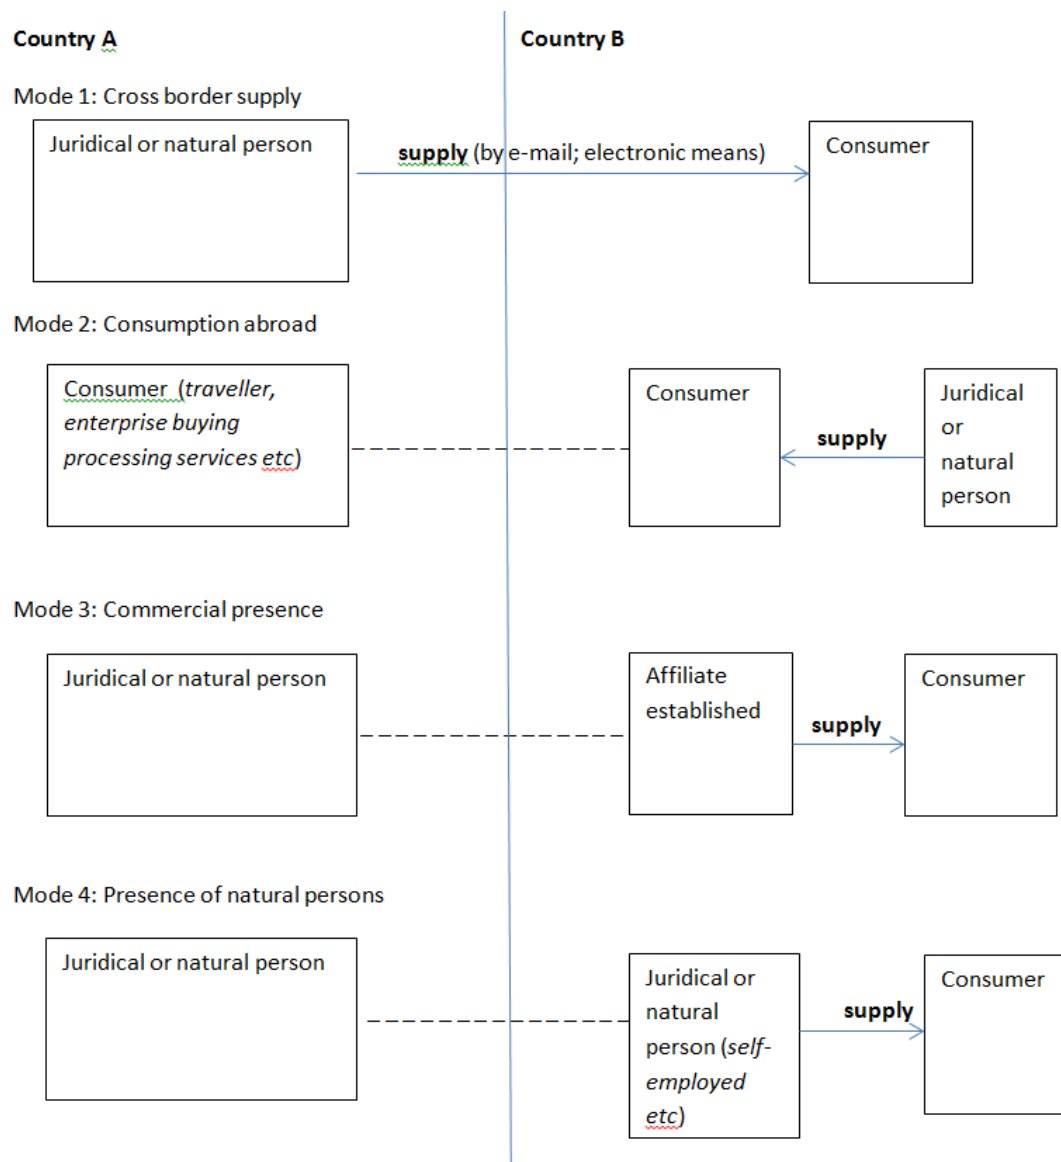 Country A
Country B
Mode 1: Cross border supply
Juridical or natural person
supply (by e-mail; electronic means)
Consumer
Mode 2: Consumption abroad
Consumer (traveller,
enterprise buying
processing services etc)
Consumer
supply
Juridical
or
natural
person
Mode 3: Commercial presence
Juridical or natural person
Affiliate
established
supply
Consumer
Mode 4: Presence of natural persons
Juridical or natural person
Juridical or
natural
person (self-
employed
etc)
supply
Consumer